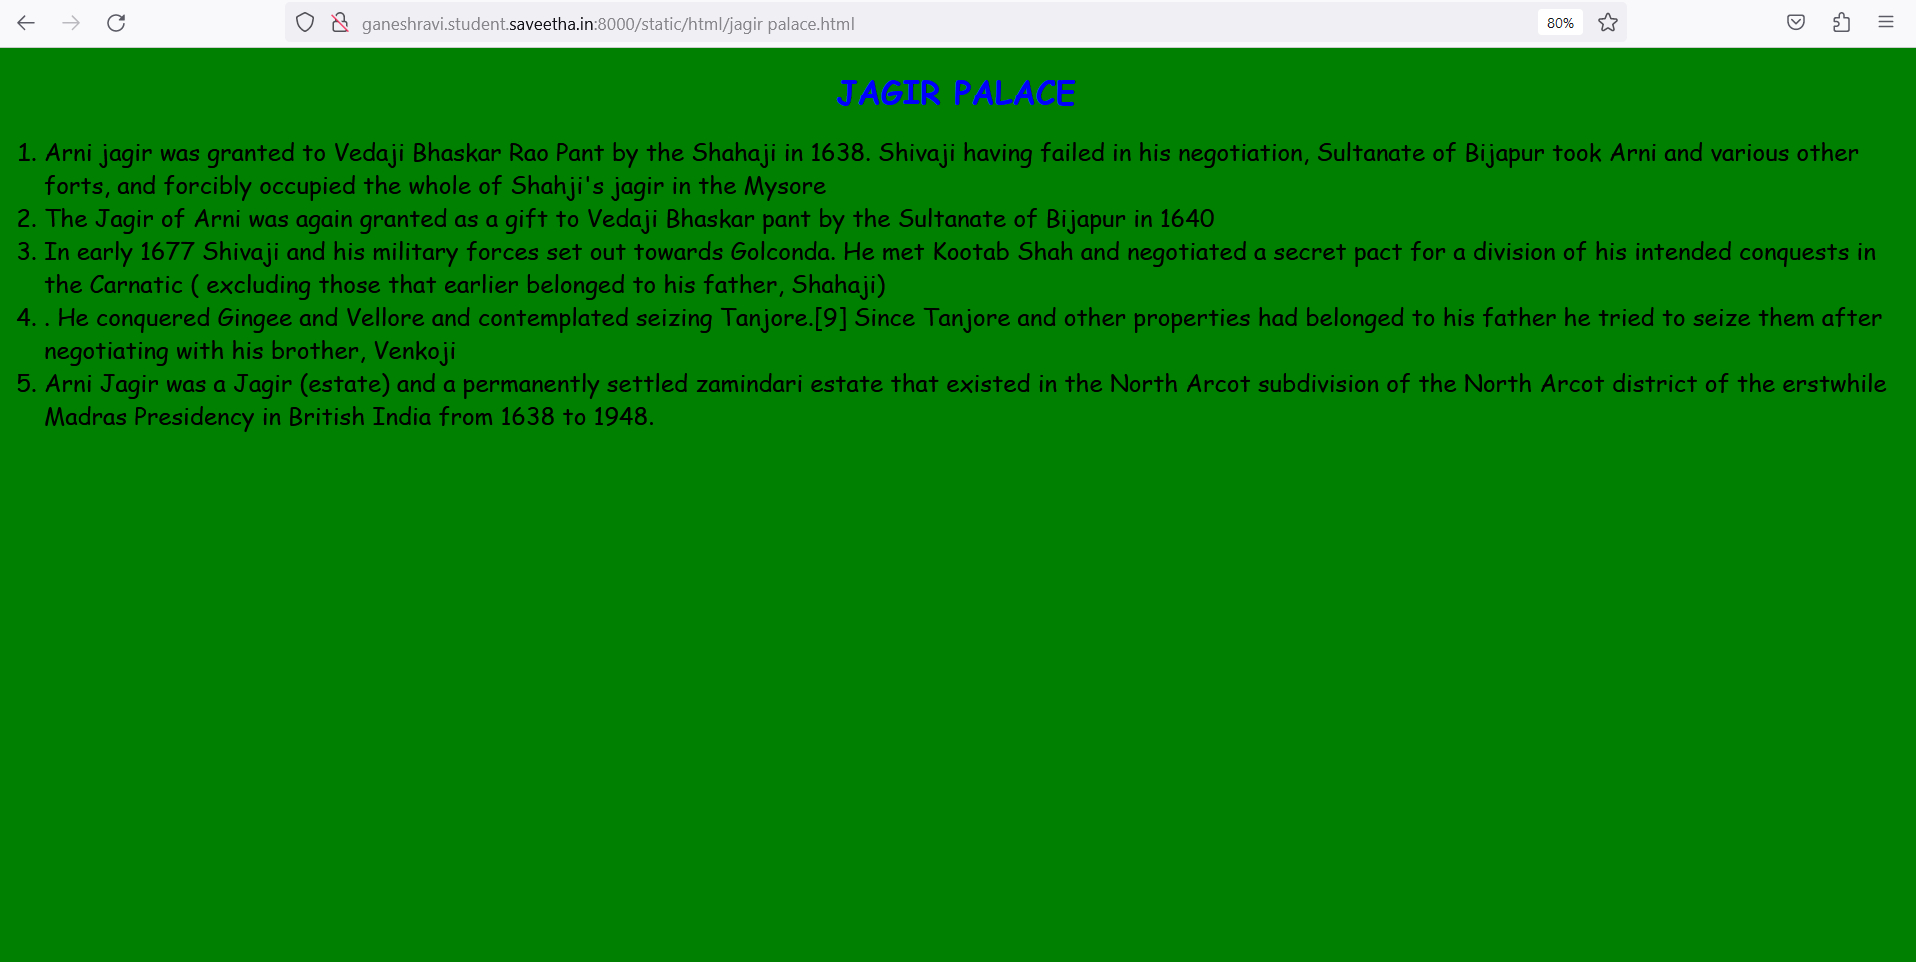 ganeshravi.student.saveetha.in:8000/static/html/jagir palace.html
80%
JAGIR PALACE
1. Arni jagir was granted to Vedaji Bhaskar Rao Pant by the Shahaji in 1638. Shivaji having failed in his negotiation, Sultanate of Bijapur took Arni and various other
forts, and forcibly occupied the whole of Shahji's jagir in the Mysore
2. The Jagir of Arni was again granted as a gift to Vedaji Bhaskar pant by the Sultanate of Bijapur in 1640
3. In early 1677 Shivaji and his military forces set out towards Golconda. He met Kootab Shah and negotiated a secret pact for a division of his intended conquests in
the Carnatic ( excluding those that earlier belonged to his father, Shahaji)
4. . He conquered Gingee and Vellore and contemplated seizing Tanjore.[9] Since Tanjore and other properties had belonged to his father he tried to seize them after
negotiating with his brother, Venkoji
5. Arni Jagir was a Jagir (estate) and a permanently settled zamindari estate that existed in the North Arcot subdivision of the North Arcot district of the erstwhile
Madras Presidency in British India from 1638 to 1948.